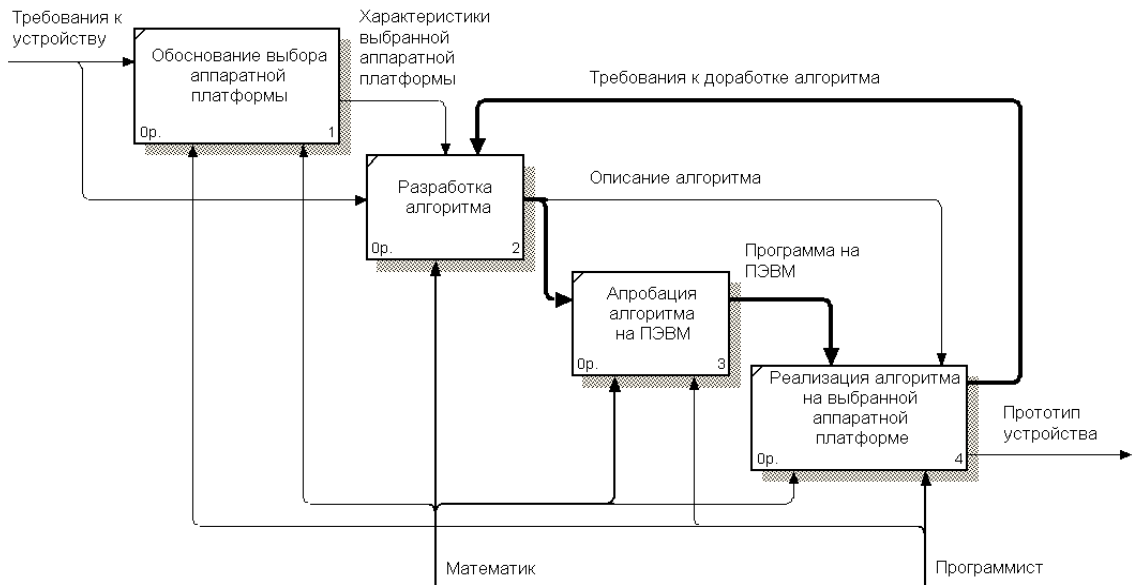 Требования к
устройству
Обоснование выбора
аппаратной
платформы
0р.
1
Характеристики
выбранной
аппаратной
платформы
Требования к доработке алгоритма
Разработка
алгоритма
0р.
2
Описание алгоритма
Апробация
алгоритма
на ПЭВМ
0р.
3
Программа на
ПЭВМ
Реализация алгоритма
на выбранной
аппаратной
платформе
0р.
4
Прототип
устройства
Математик
Программист